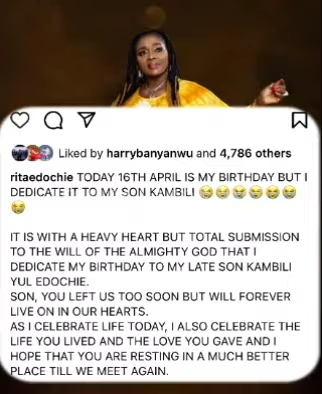 Liked by harrybanyanwu and 4,786 others
ritaedochie TODAY 16TH APRIL IS MY BIRTHDAY BUT I
DEDICATE IT TO MY SON KAMBILI 😭😭😭😭😭😭
😭
IT IS WITH A HEAVY HEART BUT TOTAL SUBMISSION
TO THE WILL OF THE ALMIGHTY GOD THAT I
DEDICATE MY BIRTHDAY TO MY LATE SON KAMBILI
YUL EDOCHIE.
SON, YOU LEFT US TOO SOON BUT WILL FOREVER
LIVE ON IN OUR HEARTS.
AS I CELEBRATE LIFE TODAY, I ALSO CELEBRATE THE
LIFE YOU LIVED AND THE LOVE YOU GAVE AND I
HOPE THAT YOU ARE RESTING IN A MUCH BETTER
PLACE TILL WE MEET AGAIN.